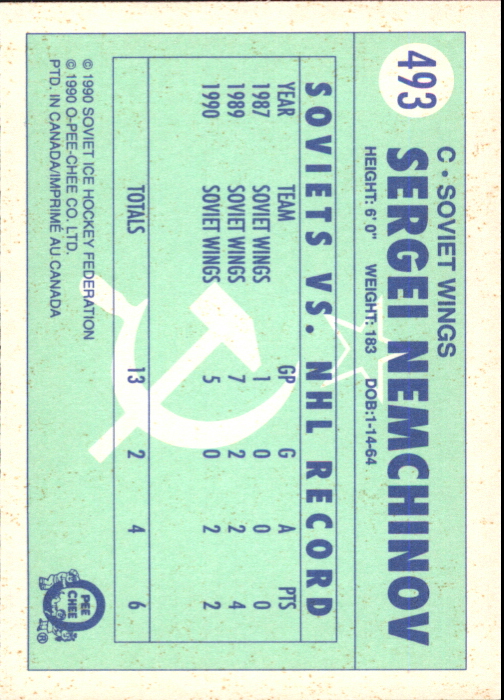 493
C • SOVIET WINGS
SERGEI NEMCHINOV
HEIGHT: 6' 0" WEIGHT: 183 DOB:1-14-64
SOVIETS VS. NHL RECORD
YEAR TEAM GP G A PTS
1987 SOVIET WINGS 1 0 0 0
1989 SOVIET WINGS 7 2 2 4
1990 SOVIET WINGS 5 0 2 2
TOTALS 13 2 4 6
© 1990 SOVIET ICE HOCKEY FEDERATION
© 1990 O-PEE-CHEE CO. LTD.
PTD. IN CANADA/IMPRIMÉ AU CANADA
O PEE CHEE ®